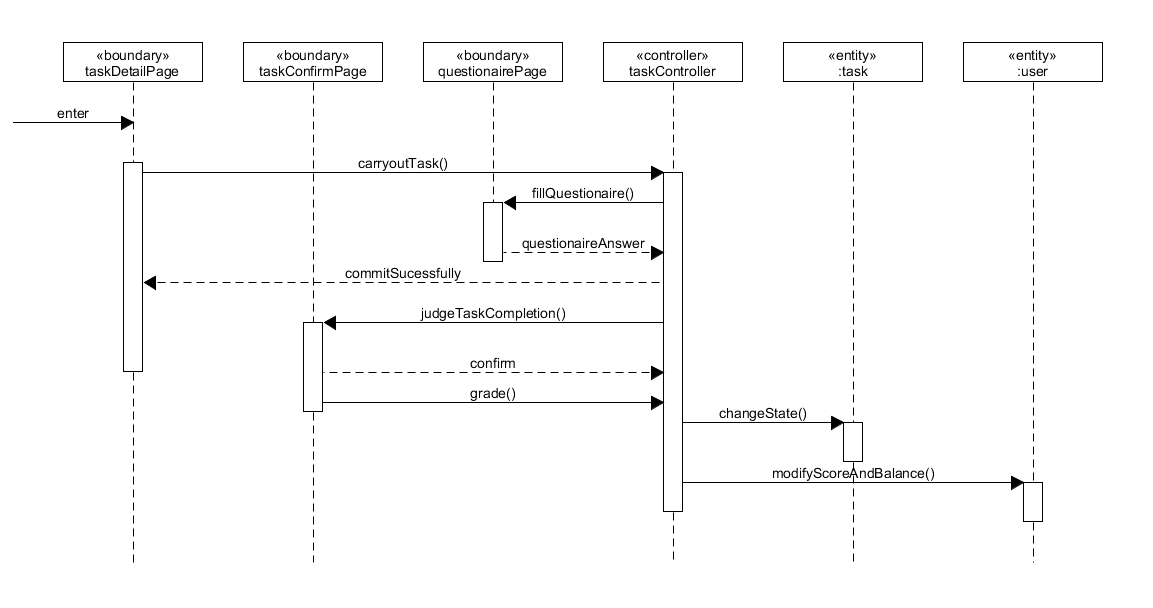 «boundary»
taskDetailPage
«boundary»
taskConfirmPage
«boundary»
questionairePage
«controller»
taskController
«entity»
:task
«entity»
:user
enter
carryoutTask()
fillQuestionaire()
questionaireAnswer
commitSucessfully
judgeTaskCompletion()
confirm
grade()
changeState()
modifyScoreAndBalance()